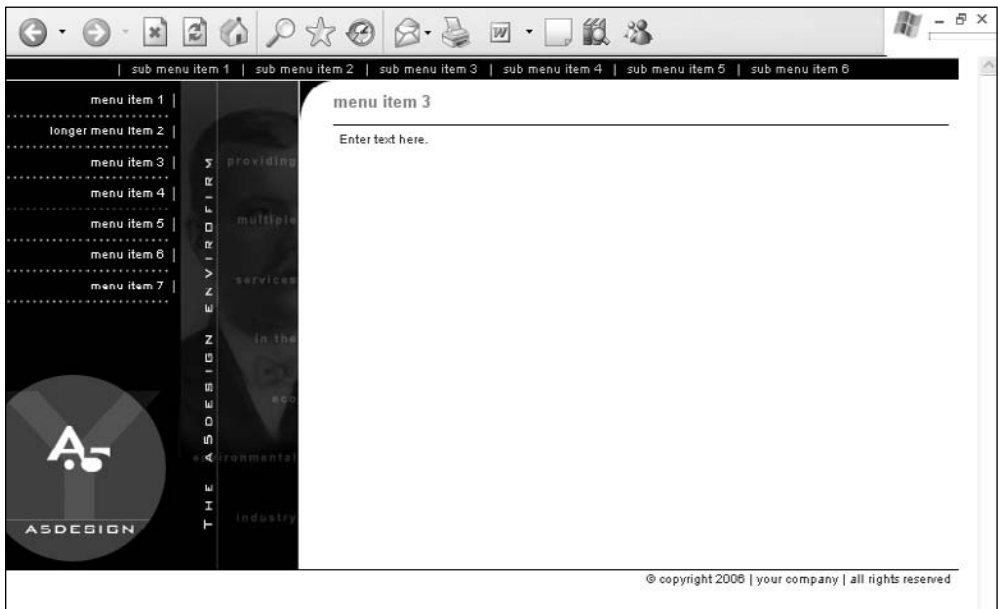 | sub menu item 1 | sub menu item 2 | sub menu item 3 | sub menu item 4 | sub menu item 5 | sub menu item 6
menu item 1 |
longer menu Item 2 |
menu item 3 |
menu item 4 |
menu item 5 |
menu item 6 |
menu item 7 |
THE ASDESIGN ENVIROFIRM
providing
multiple
services
in the
eco
environmental
industry
A5
ASDESIGN
menu item 3
Enter text here.
© copyright 2006 | your company | all rights reserved